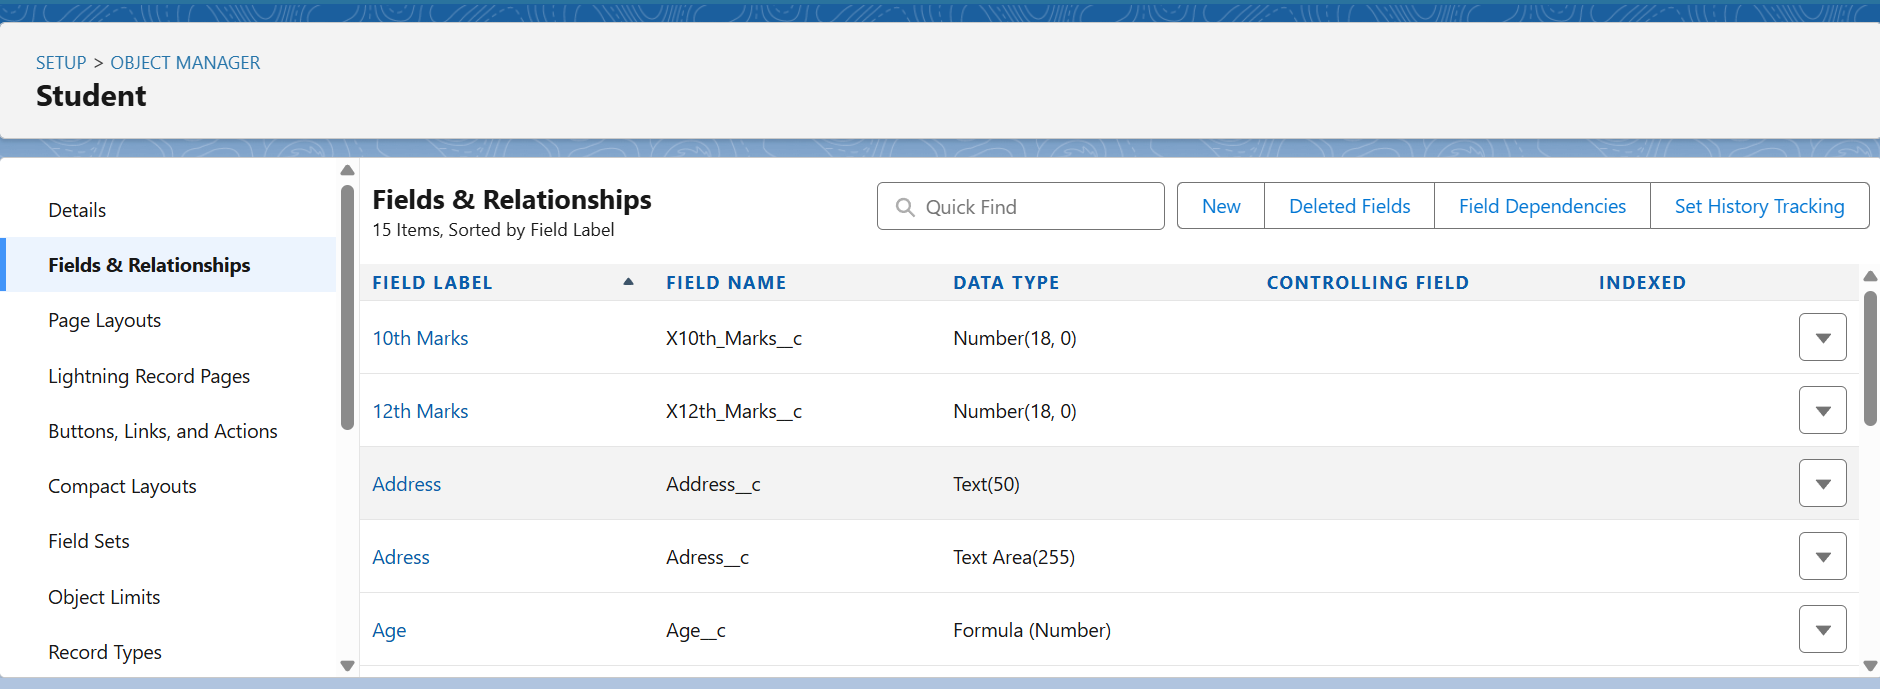 SETUP > OBJECT MANAGER
Student
Details
Fields & Relationships
Page Layouts
Lightning Record Pages
Buttons, Links, and Actions
Compact Layouts
Field Sets
Object Limits
Record Types
Fields & Relationships
15 Items, Sorted by Field Label
Quick Find
New
Deleted Fields
Field Dependencies
Set History Tracking
FIELD LABEL FIELD NAME DATA TYPE CONTROLLING FIELD INDEXED
10th Marks X10th_Marks__c Number(18, 0)
12th Marks X12th_Marks__c Number(18, 0)
Address Address__c Text(50)
Adress Adress__c Text Area(255)
Age Age__c Formula (Number)